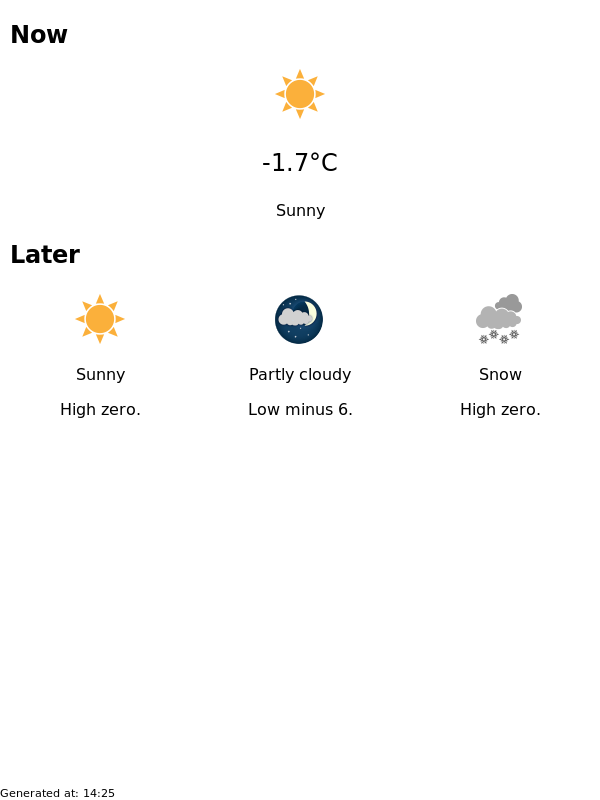 Now
-1.7°C
Sunny
Later
Sunny Partly cloudy Snow
High zero. Low minus 6. High zero.
Generated at: 14:25